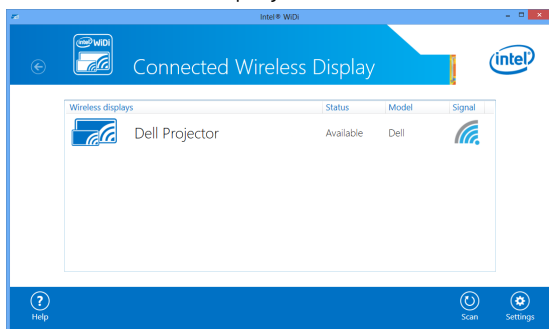 Intel® WiDi
intel WiDi
Connected Wireless Display
intel
Wireless displays Status Model Signal
Dell Projector Available Dell
? 
Help Scan Settings